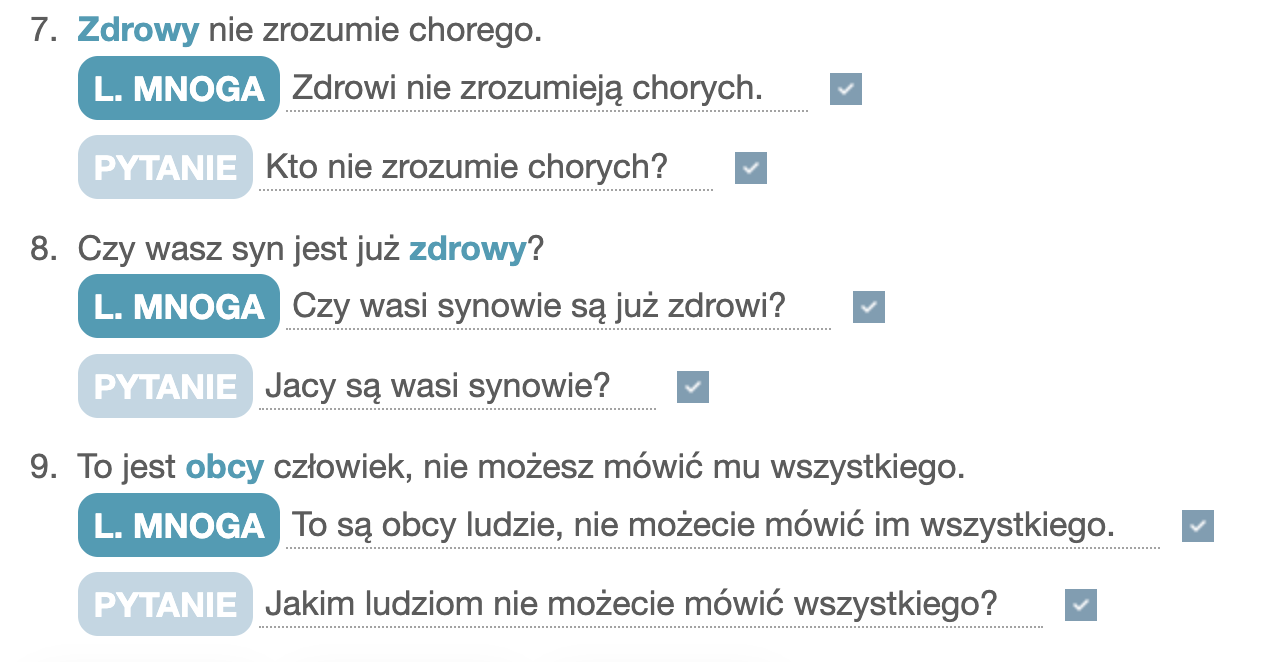 7. Zdrowy nie zrozumie chorego.
L. MNOGA Zdrowi nie zrozumieją chorych.
PYTANIE Kto nie zrozumie chorych?
8. Czy wasz syn jest już zdrowy?
L. MNOGA Czy wasi synowie są już zdrowi?
PYTANIE Jacy są wasi synowie?
9. To jest obcy człowiek, nie możesz mówić mu wszystkiego.
L. MNOGA To są obcy ludzie, nie możecie mówić im wszystkiego.
PYTANIE Jakim ludziom nie możecie mówić wszystkiego?